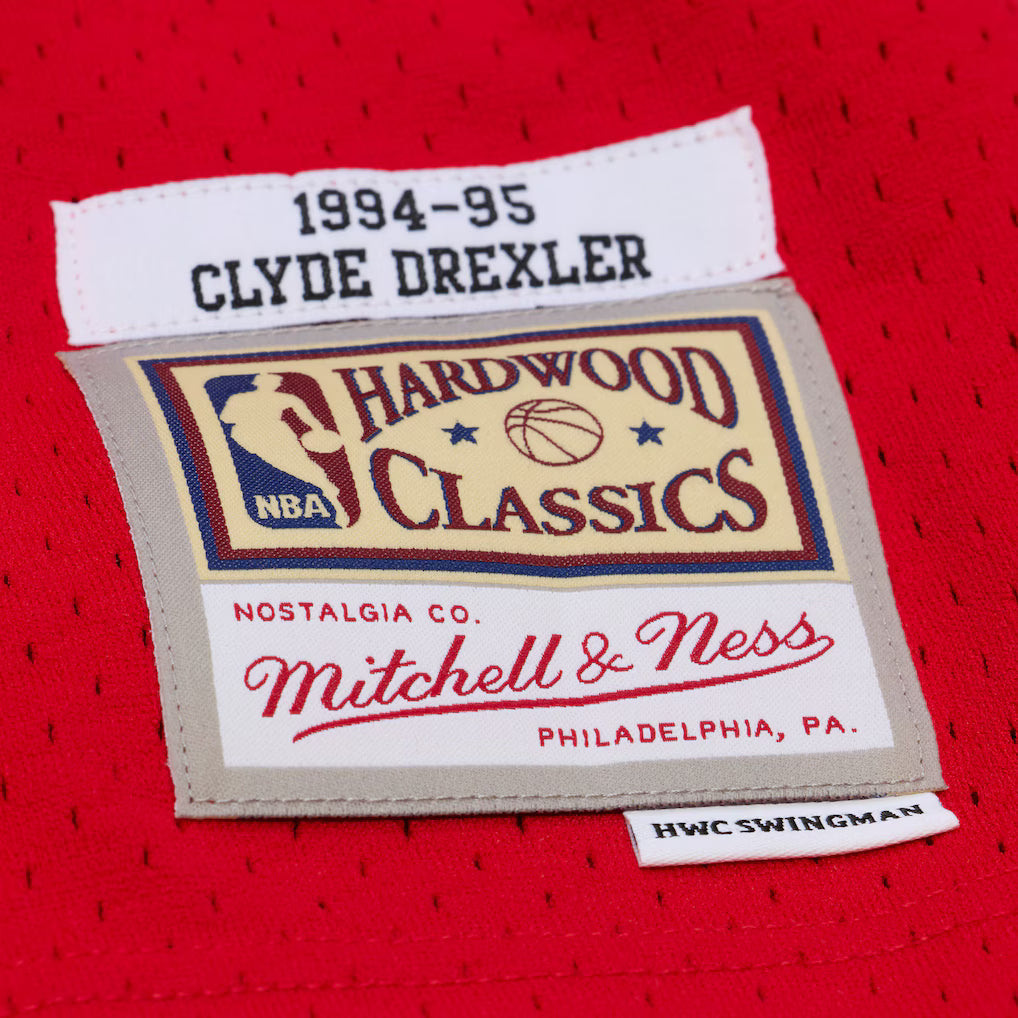 1994-95
CLYDE DREXLER
HARDWOOD
CLASSICS
NBA
NOSTALGIA CO.
Mitchell & Ness
PHILADELPHIA, PA.
HWC SWINGMAN